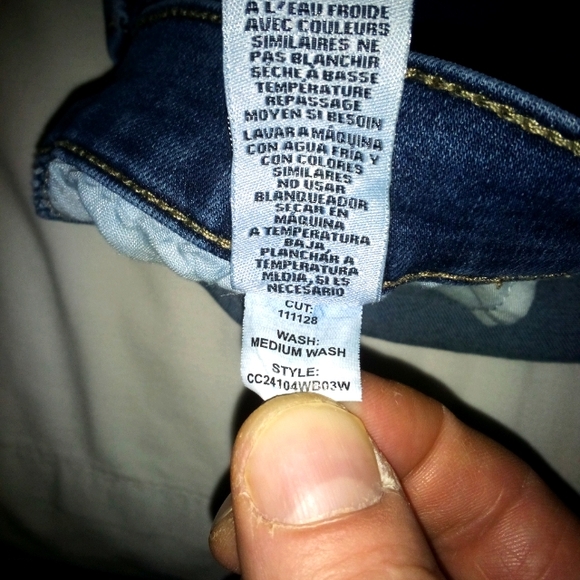 A L'EAU FROIDE
AVEC COULEURS
SIMILAIRES NE
PAS BLANCHIR
SECHE À BASSE
TEMPÉRATURE
REPASSAGE
MOYEN SI BESOIN
LAVAR A MÁQUINA
CON AGUA FRIA Y
CON COLORES
SIMILARES
NO USAR
BLANQUEADOR
SECAR EN
MÁQUINA
A TEMPERATURA
BAJA,
PLANCHAR A
TEMPERATURA
MEDIA, SI ES
NECESARIO
CUT:
111128
WASH:
MEDIUM WASH
STYLE:
CC24104WB03W